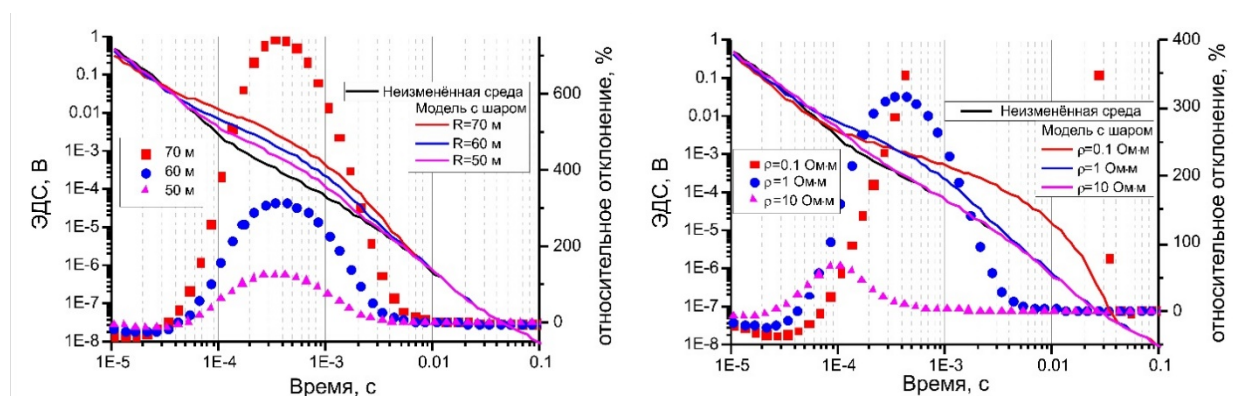 ЭДС, В
1
0.1
0.01
1E-3
1E-4
1E-5
1E-6
1E-7
1E-8
Неизменённая среда
Модель с шаром
R=70 м
R=60 м
R=50 м
70 м
60 м
50 м
600
400
200
0
относительное отклонение, %
1E-5
1E-4
1E-3
0.01
0.1
Время, с
ЭДС, В
1
0.1
0.01
1E-3
1E-4
1E-5
1E-6
1E-7
1E-8
Неизменённая среда
Модель с шаром
ρ=0.1 Ом·м
ρ=1 Ом·м
ρ=10 Ом·м
ρ=0.1 Ом·м
ρ=1 Ом·м
ρ=10 Ом·м
400
300
200
100
0
относительное отклонение, %
1E-5
1E-4
1E-3
0.01
0.1
Время, с